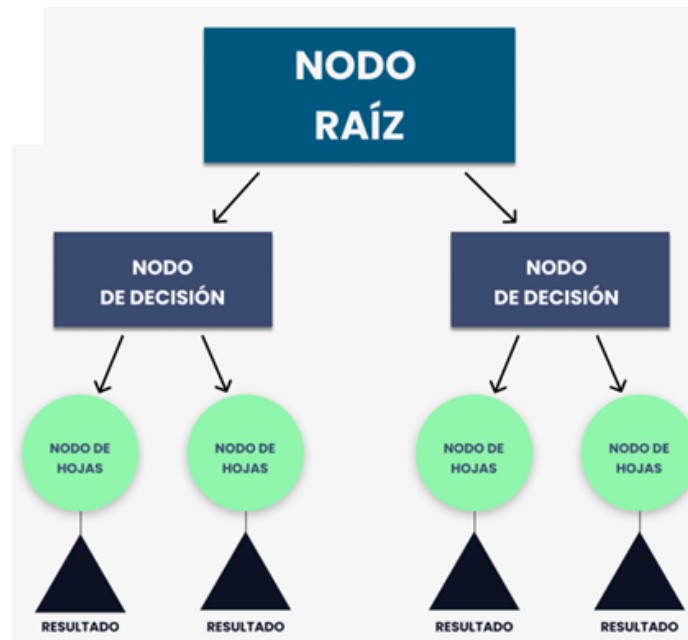 NODO
RAÍZ
NODO
DE DECISIÓN
NODO
DE DECISIÓN
NODO DE
HOJAS
NODO DE
HOJAS
NODO DE
HOJAS
NODO DE
HOJAS
RESULTADO
RESULTADO
RESULTADO
RESULTADO